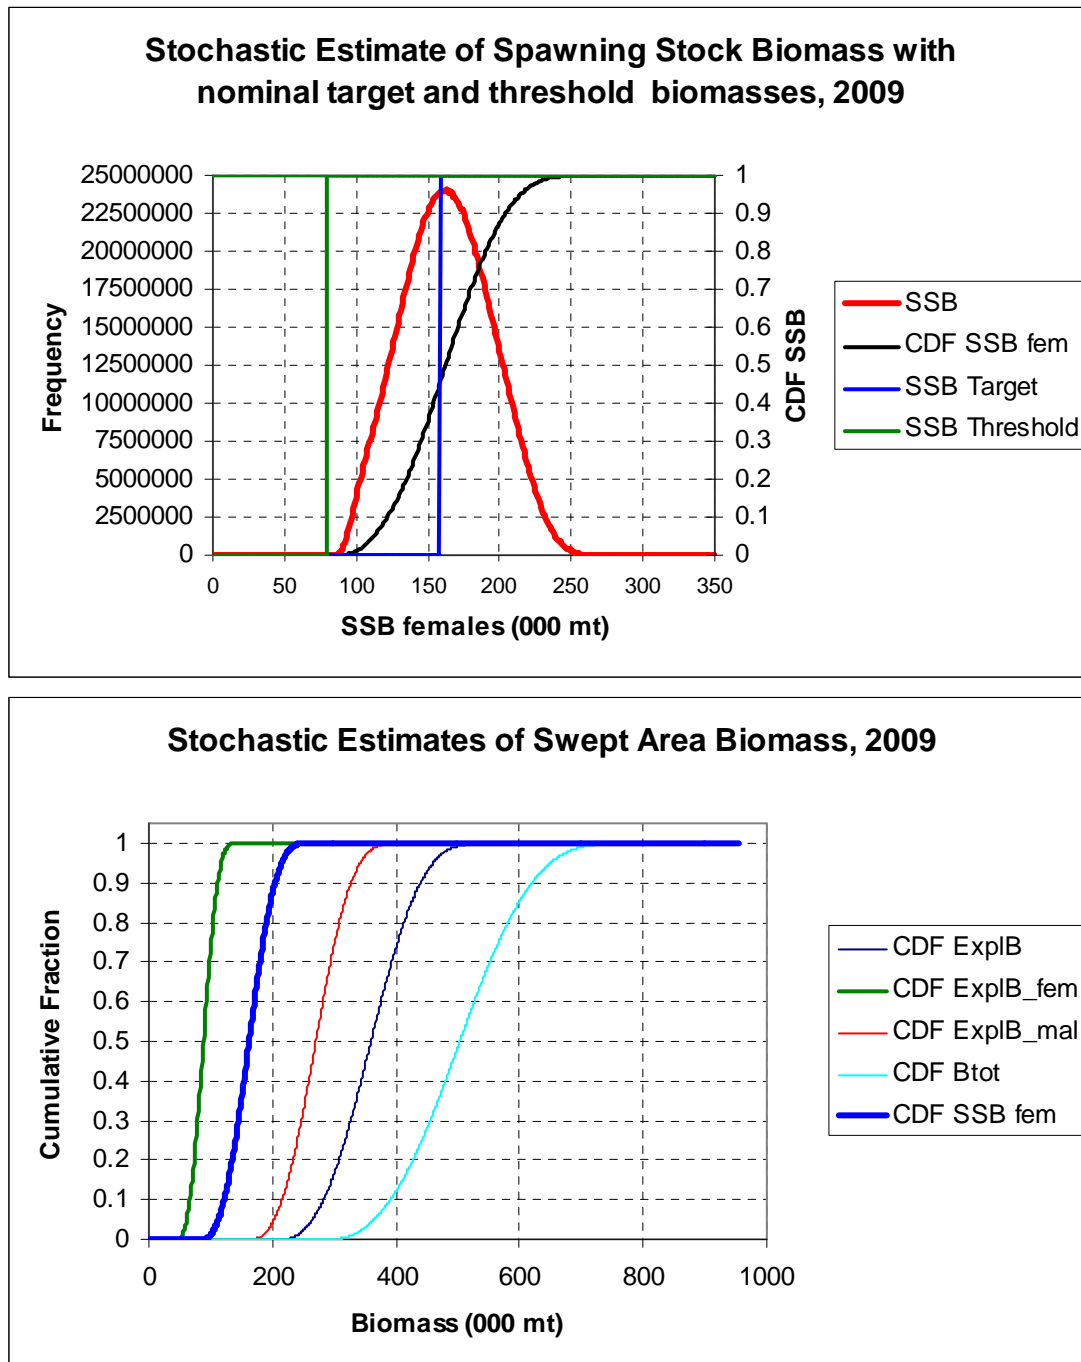 Stochastic Estimate of Spawning Stock Biomass with
nominal target and threshold biomasses, 2009
25000000
22500000
20000000
17500000
15000000
12500000
10000000
7500000
5000000
2500000
0
Frequency
1
0.9
0.8
0.7
0.6
0.5
0.4
0.3
0.2
0.1
0
CDF SSB
0 50 100 150 200 250 300 350
SSB females (000 mt)
SSB
CDF SSB fem
SSB Target
SSB Threshold
Stochastic Estimates of Swept Area Biomass, 2009
1
0.9
0.8
0.7
0.6
0.5
0.4
0.3
0.2
0.1
0
Cumulative Fraction
0 200 400 600 800 1000
Biomass (000 mt)
CDF ExplB
CDF ExplB_fem
CDF ExplB_mal
CDF Btot
CDF SSB fem